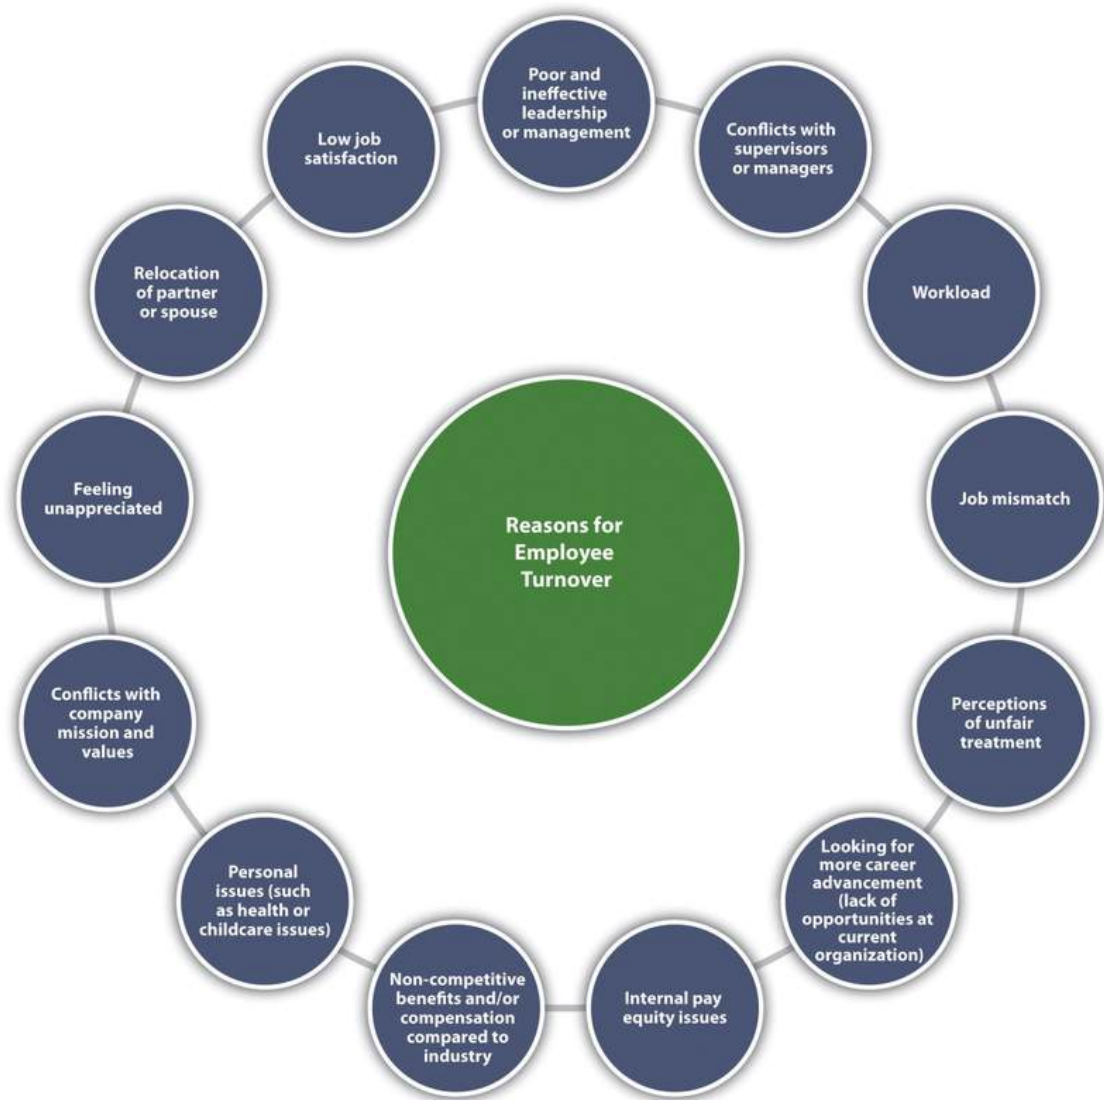 Poor and
ineffective
leadership
or management
Conflicts with
supervisors
or managers
Workload
Job mismatch
Perceptions
of unfair
treatment
Looking for
more career
advancement
(lack of
opportunities at
current
organization)
Internal pay
equity issues
Non-competitive
benefits and/or
compensation
compared to
industry
Personal
issues (such
as health or
childcare issues)
Conflicts with
company
mission and
values
Feeling
unappreciated
Relocation
of partner
or spouse
Low job
satisfaction
Reasons for
Employee
Turnover